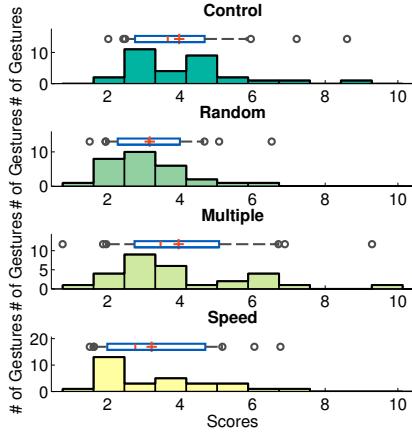 Control
# of Gestures
10
0
2 4 6 8 10
Random
# of Gestures
10
0
2 4 6 8 10
Multiple
# of Gestures
10
5
0
2 4 6 8 10
Speed
# of Gestures
20
10
0
2 4 6 8 10
Scores